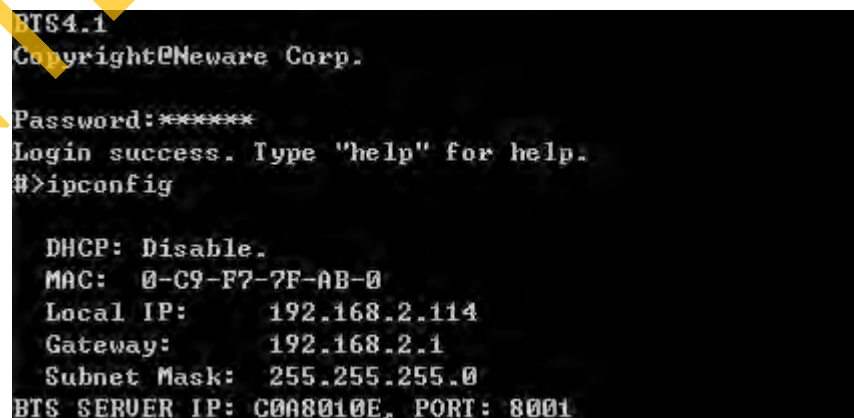 BTS4.1
Copyright@Neware Corp.
Password:******
Login success. Type "help" for help.
#>ipconfig
DHCP: Disable.
MAC: 0-C9-F7-7F-AB-0
Local IP: 192.168.2.114
Gateway: 192.168.2.1
Subnet Mask: 255.255.255.0
BTS SERVER IP: C0A8010E, PORT: 8001